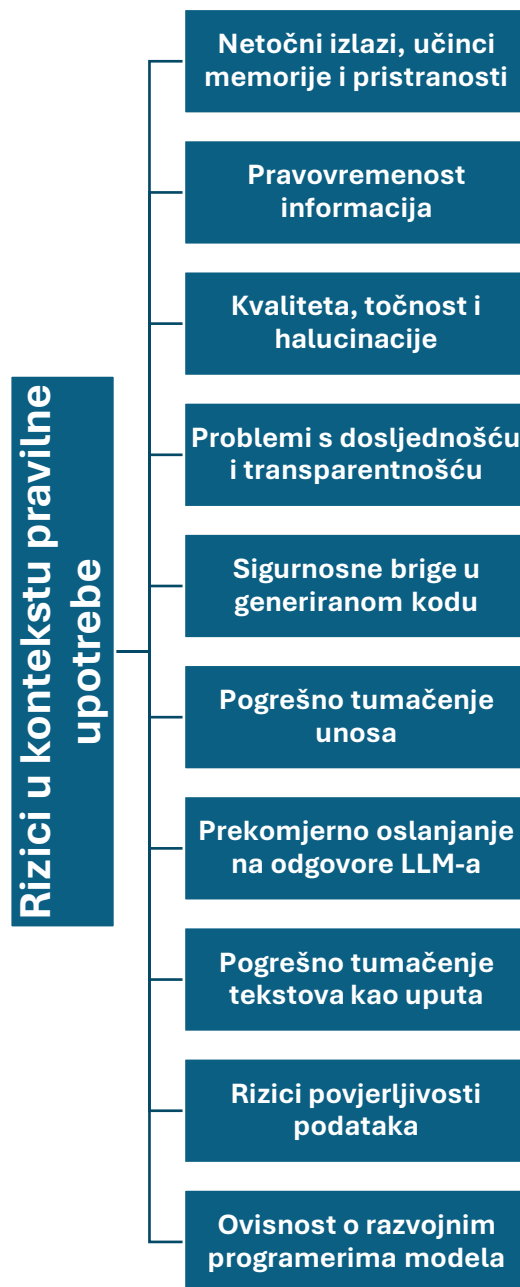 Rizici u kontekstu pravilne
upotrebe
Netočni izlazi, učinci
memorije i pristranosti
Pravovremenost
informacija
Kvaliteta, točnost i
halucinacije
Problemi s dosljednošću
i transparentnošću
Sigurnosne brige u
generiranom kodu
Pogrešno tumačenje
unosa
Prekomjerno oslanjanje
na odgovore LLM-a
Pogrešno tumačenje
tekstova kao uputa
Rizici povjerljivosti
podataka
Ovisnost o razvojnim
programerima modela